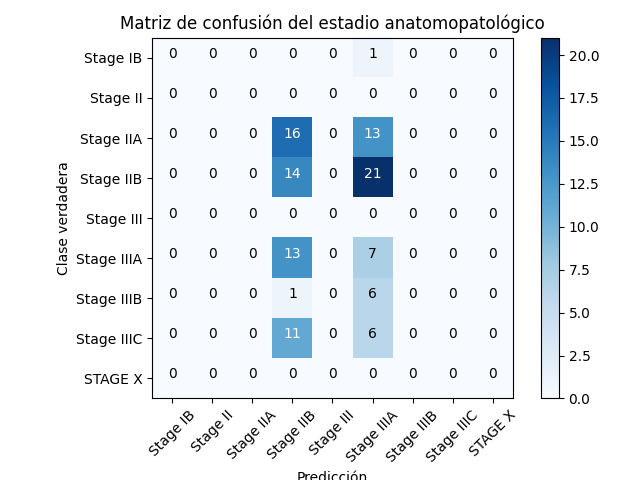 Matriz de confusión del estadio anatomopatológico
Stage IB 0 0 0 0 0 1 0 0 0
Stage II 0 0 0 0 0 0 0 0 0
Stage IIA 0 0 0 16 0 13 0 0 0
Stage IIB 0 0 0 14 0 21 0 0 0
Stage III 0 0 0 0 0 0 0 0 0
Stage IIIA 0 0 0 13 0 7 0 0 0
Stage IIIB 0 0 0 1 0 6 0 0 0
Stage IIIC 0 0 0 11 0 6 0 0 0
STAGE X 0 0 0 0 0 0 0 0 0
Stage IB Stage II Stage IIA Stage IIB Stage III Stage IIIA Stage IIIB Stage IIIC STAGE X
Predicción
Clase verdadera
20.0
17.5
15.0
12.5
10.0
7.5
5.0
2.5
0.0